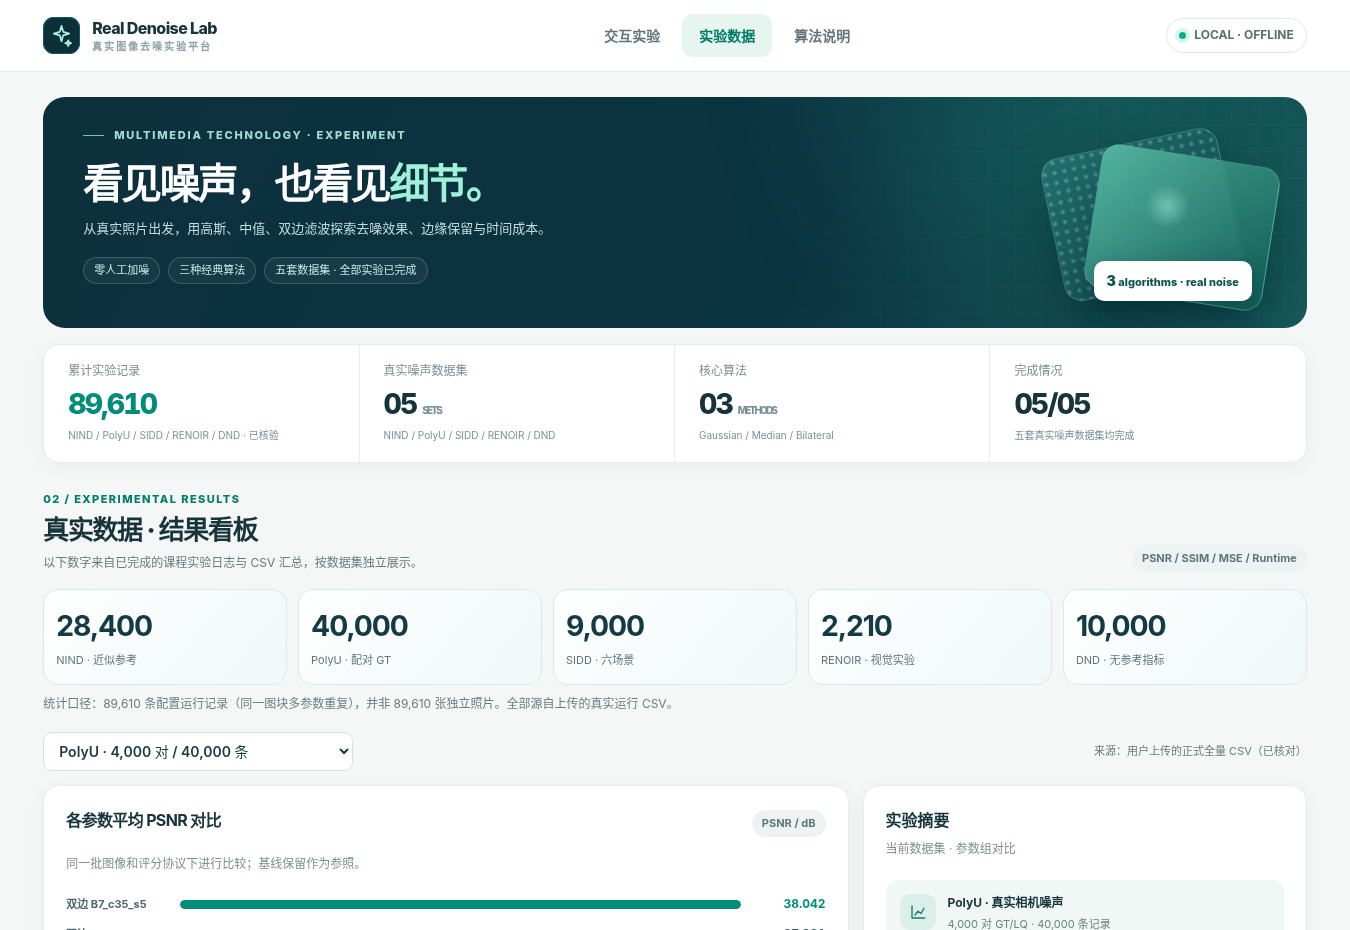 Real Denoise Lab
真实图像去噪实验平台
交互实验
实验数据
算法说明
LOCAL · OFFLINE
MULTIMEDIA TECHNOLOGY · EXPERIMENT
看见噪声，也看见细节。
从真实照片出发，用高斯、中值、双边滤波探索去噪效果、边缘保留与时间成本。
零人工加噪
三种经典算法
五套数据集 · 全部实验已完成
3 algorithms · real noise
累计实验记录
89,610
NIND / PolyU / SIDD / RENOIR / DND · 已核验
真实噪声数据集
05 SETS
NIND / PolyU / SIDD / RENOIR / DND
核心算法
03 METHODS
Gaussian / Median / Bilateral
完成情况
05/05
五套真实噪声数据集均完成
02 / EXPERIMENTAL RESULTS
真实数据 · 结果看板
以下数字来自已完成的课程实验日志与 CSV 汇总，按数据集独立展示。
PSNR / SSIM / MSE / Runtime
28,400
NIND · 近似参考
40,000
PolyU · 配对 GT
9,000
SIDD · 六场景
2,210
RENOIR · 视觉实验
10,000
DND · 无参考指标
统计口径：89,610 条配置运行记录（同一图块多参数重复），并非 89,610 张独立照片。全部源自上传的真实运行 CSV。
PolyU · 4,000 对 / 40,000 条
来源：用户上传的正式全量 CSV（已核对）
各参数平均 PSNR 对比
PSNR / dB
同一批图像和评分协议下进行比较；基线保留作为参照。
双边 B7_c35_s5
38.042
实验摘要
当前数据集 · 参数组对比
PolyU · 真实相机噪声
4,000 对 GT/LQ · 40,000 条记录